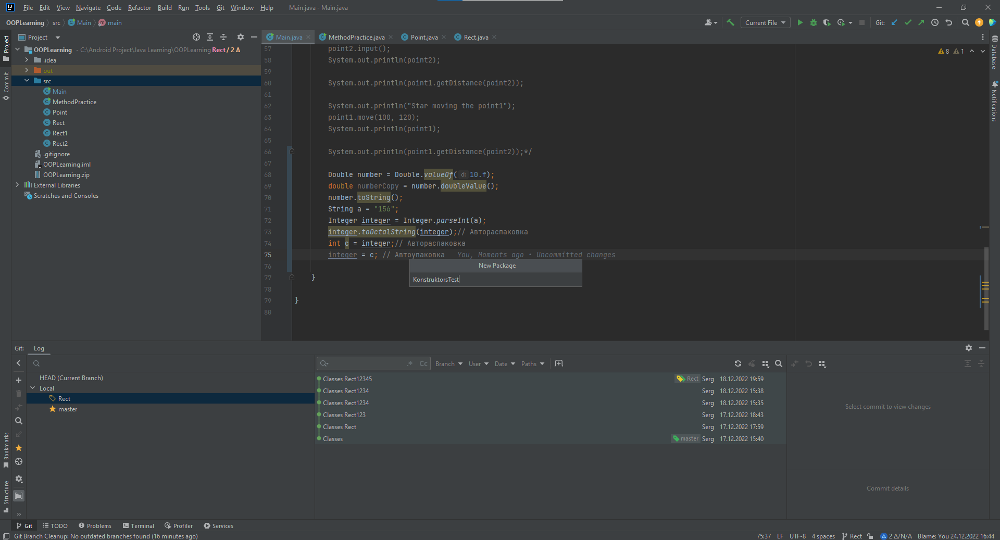 File Edit View Navigate Code Refactor Build Run Tools Git Window Help Main.java - Main.java
OOPLearning src Main main
Current File Git:
Project
Main.java MethodPractice.java Point.java Rect.java
Project
Commit
Bookmarks
Structure
Database
Notifications
OOPLearning - C:\Android Project\Java Learning\OOPLearning Rect / 2 Δ
.idea
out
src
Main
MethodPractice
Point
Rect
Rect1
Rect2
.gitignore
OOPLearning.iml
OOPLearning.zip
External Libraries
Scratches and Consoles
8 1
57 point2.input();
58 System.out.println(point2);
59
60 System.out.println(point1.getDistance(point2));
61
62 System.out.println("Star moving the point1");
63 point1.move(100, 120);
64 System.out.println(point1);
65
66 System.out.println(point1.getDistance(point2));*/
67
68 Double number = Double.valueOf( d: 10.f);
69 double numberCopy = number.doubleValue();
70 number.toString();
71 String a = "156";
72 Integer integer = Integer.parseInt(a);
73 integer.toOctalString(integer);// Автораспаковка
74 int c = integer;// Автораспаковка
75 integer = c; // Автоупаковка You, Moments ago • Uncommitted changes
76
77 }
78
79 }
80
New Package
KonstruktorsTest
Git: Log
HEAD (Current Branch)
Local
Rect
master
.* Cc Branch User Date Paths
Classes Rect12345 Rect Serg 18.12.2022 19:59
Classes Rect1234 Serg 18.12.2022 15:38
Classes Rect1234 Serg 18.12.2022 15:35
Classes Rect123 Serg 17.12.2022 18:43
Classes Rect Serg 17.12.2022 17:59
Classes master Serg 17.12.2022 15:40
Select commit to view changes
Commit details
Git TODO Problems Terminal Profiler Services
Git Branch Cleanup: No outdated branches found (16 minutes ago)
75:37 LF UTF-8 4 spaces Rect 2 Δ/N/A Blame: You 24.12.2022 16:44